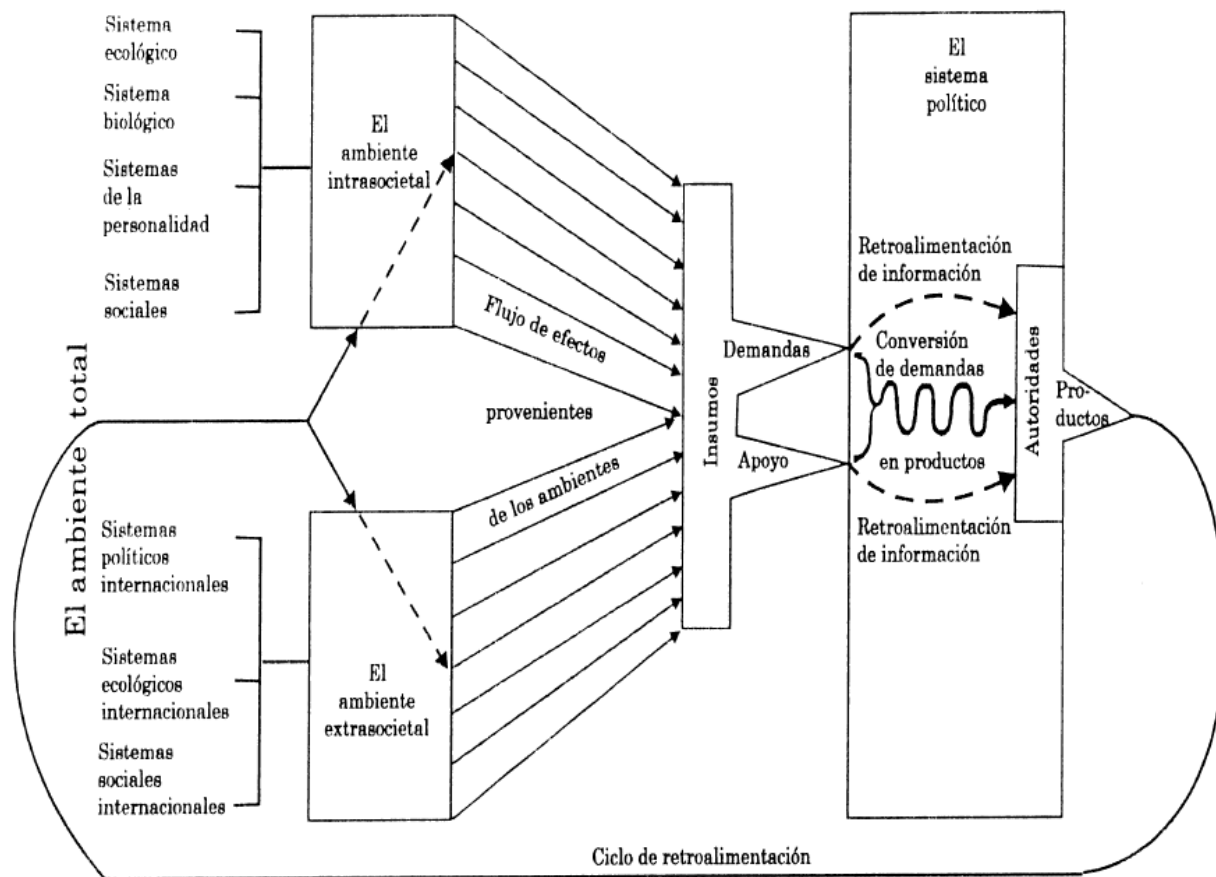 Sistema
ecológico
Sistema
biológico
Sistemas
de la
personalidad
Sistemas
sociales
El
ambiente
intrasocietal
El ambiente total
Sistemas
políticos
internacionales
Sistemas
ecológicos
internacionales
Sistemas
sociales
internacionales
El
ambiente
extrasocietal
Flujo de efectos
provenientes
de los ambientes
Insumos
Demandas
Apoyo
El
sistema
político
Retroalimentación
de información
Conversión
de demandas
en productos
Retroalimentación
de información
Autoridades
Pro-
ductos
Ciclo de retroalimentación